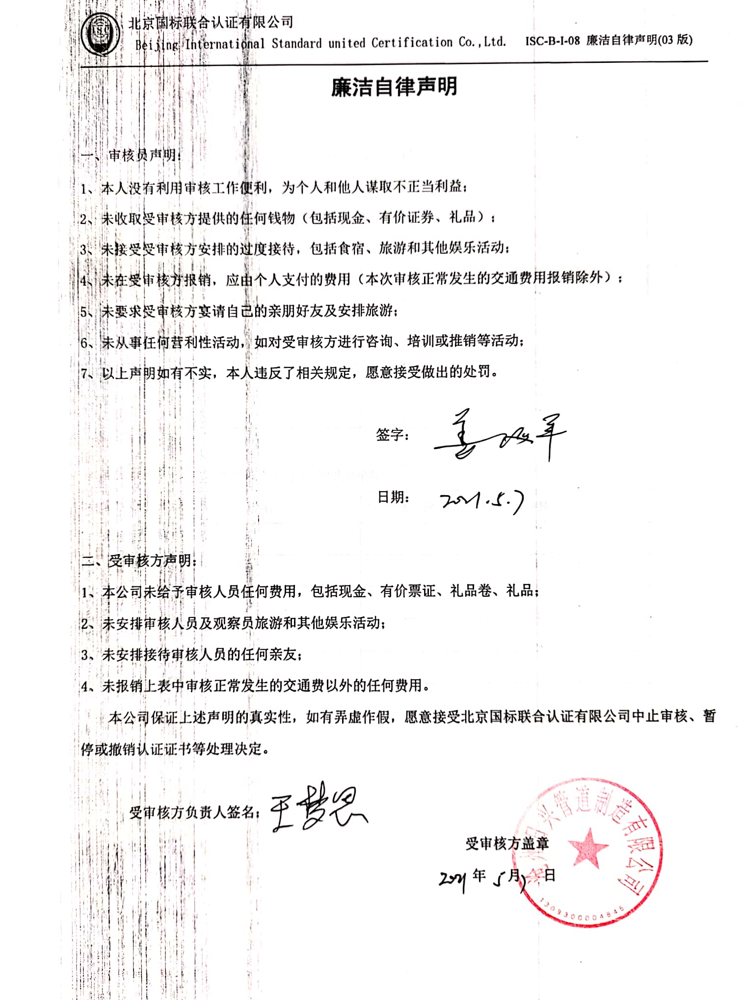 ISC
北京国标联合认证有限公司
Beijing International Standard united Certification Co.,Ltd. ISC-B-I-08 廉洁自律声明(03 版)
廉洁自律声明
一、审核员声明:
1、本人没有利用审核工作便利，为个人和他人谋取不正当利益；
2、未收取受审核方提供的任何钱物（包括现金、有价证券、礼品）；
3、未接受受审核方安排的过度接待，包括食宿、旅游和其他娱乐活动；
4、未在受审核方报销，应由个人支付的费用（本次审核正常发生的交通费用报销除外）；
5、未要求受审核方宴请自己的亲朋好友及安排旅游；
6、未从事任何营利性活动，如对受审核方进行咨询、培训或推销等活动；
7、以上声明如有不实，本人违反了相关规定，愿意接受做出的处罚。
签字：
日期： 2021.5.7
二、受审核方声明:
1、本公司未给予审核人员任何费用，包括现金、有价票证、礼品卷、礼品；
2、未安排审核人员及观察员旅游和其他娱乐活动；
3、未安排接待审核人员的任何亲友；
4、未报销上表中审核正常发生的交通费以外的任何费用。
本公司保证上述声明的真实性，如有弄虚作假，愿意接受北京国标联合认证有限公司中止审核、暂
停或撤销认证证书等处理决定。
受审核方负责人签名：王梦思
受审核方盖章
2021年 5月7日
兴管道制造有限公司
1309300004845